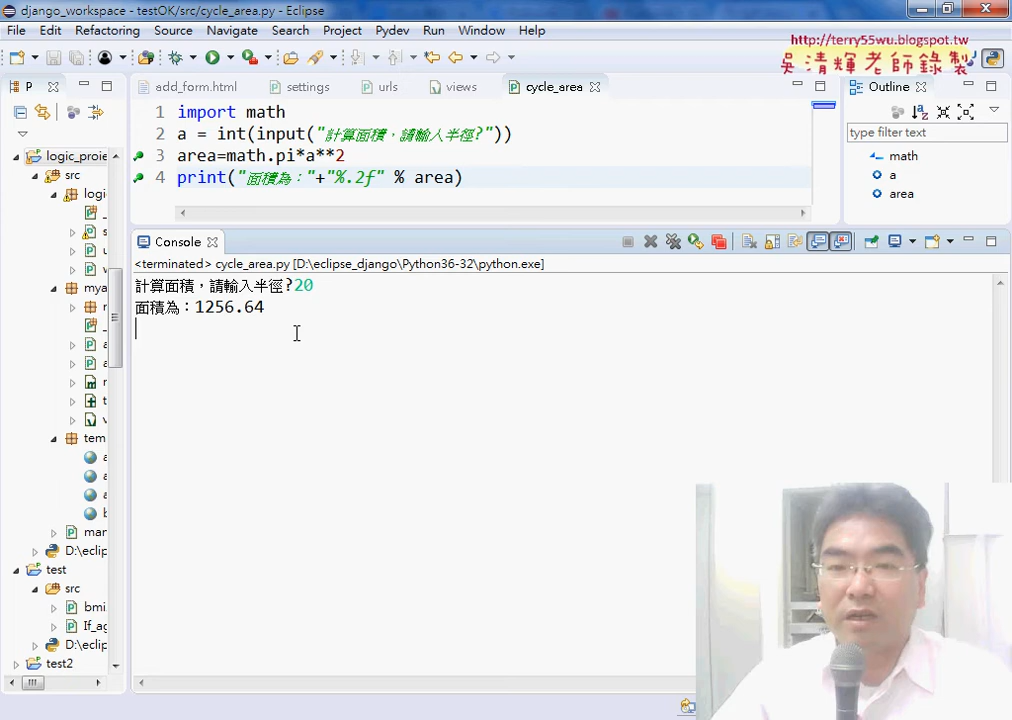 django_workspace - testOK/src/cycle_area.py - Eclipse
File Edit Refactoring Source Navigate Search Project Pydev Run Window Help
http://terry55wu.blogspot.tw
吳清輝老師錄製
P
add_form.html settings urls views cycle_area
Outline
1 import math
2 a = int(input("計算面積，請輸入半徑?"))
3 area=math.pi*a**2
4 print("面積為："+"%.2f" % area)
type filter text
math
a
area
logic_proje
src
logi
s
u
v
mya
r
a
a
r
t
v
tem
a
a
a
b
mar
D:\eclip
test
src
bmi.
If_ag
D:\eclip
test2
Console
<terminated> cycle_area.py [D:\eclipse_django\Python36-32\python.exe]
計算面積，請輸入半徑?20
面積為：1256.64